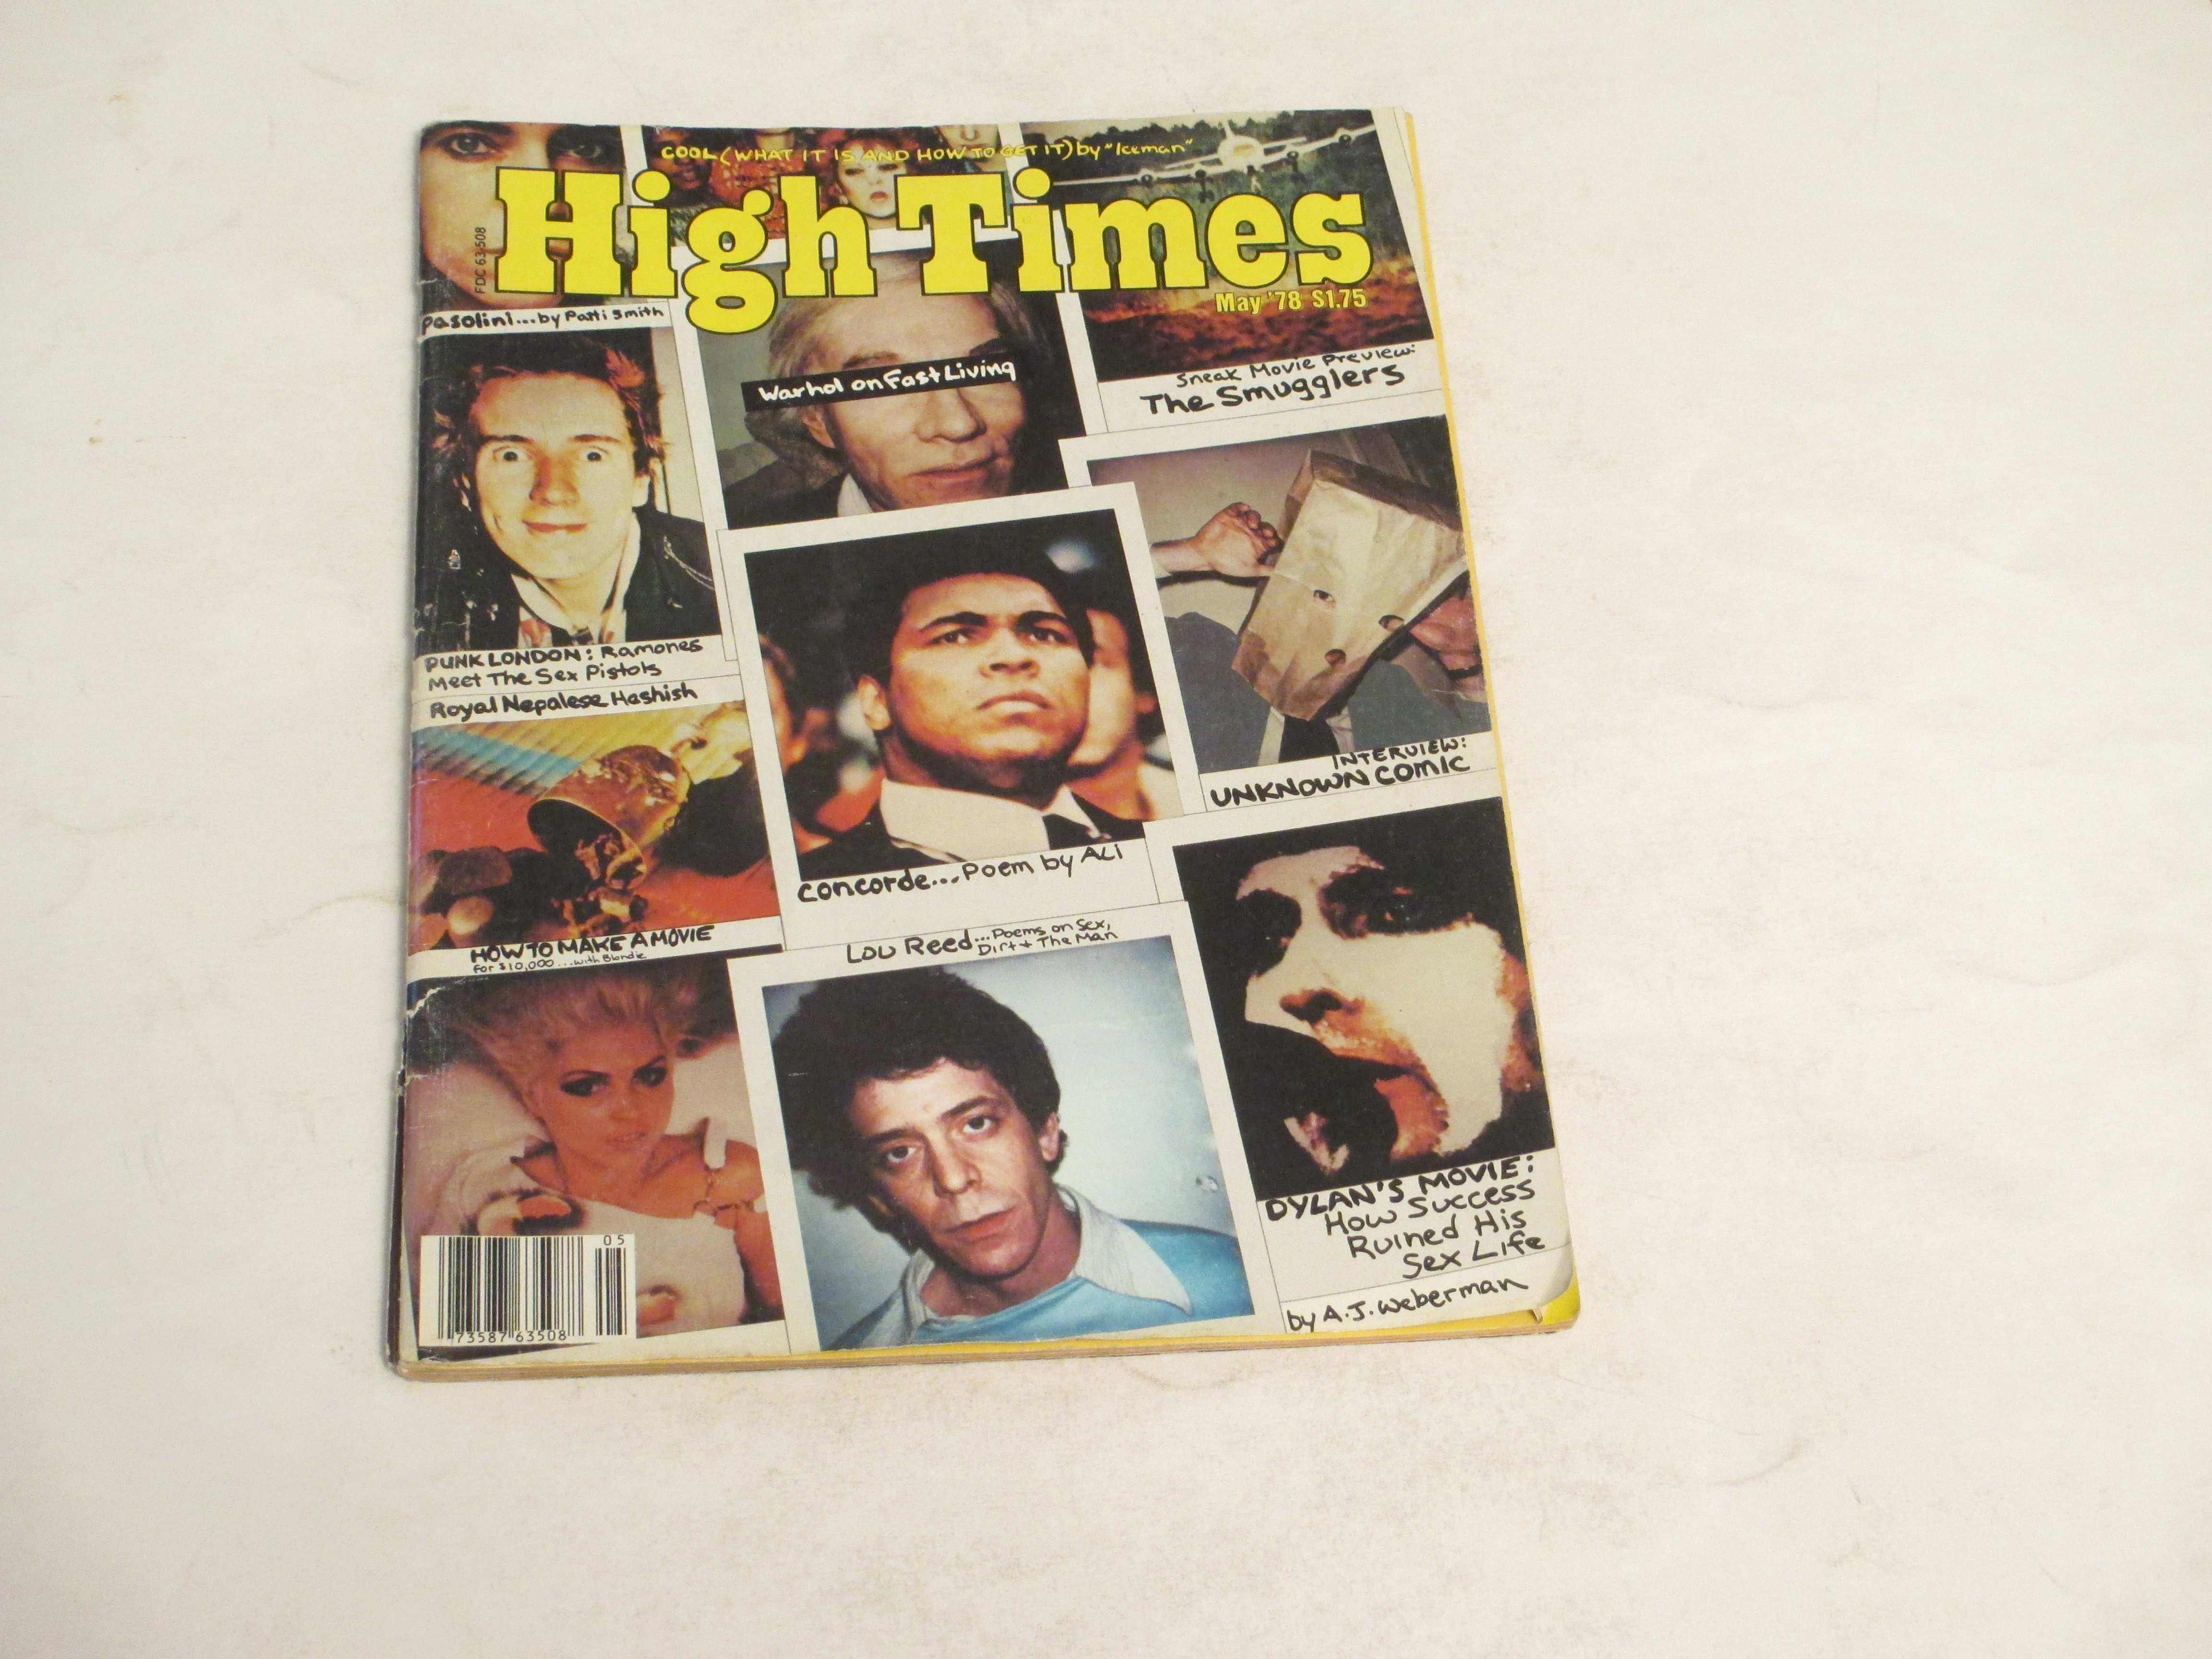 COOL (WHAT IT IS AND HOW TO GET IT) by "Iceman"
High Times
May '78 $1.75
FDC 63-508
Pasolini...by Patti Smith
Warhol on Fast Living
Sneak Movie Preview:
The Smugglers
PUNK LONDON: Ramones
Meet The Sex Pistols
Royal Nepalese Hashish
INTERVIEW:
UNKNOWN COMIC
Concorde...Poem by ALi
HOW TO MAKE A MOVIE
For $10,000...with Blondie
Lou Reed...Poems on Sex,
Dirt + The Man
DYLAN'S MOVIE:
How Success
Ruined His
Sex Life
by A.J. Weberman
05
73587 63508